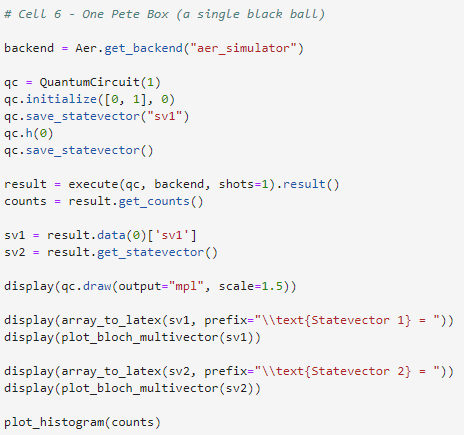 # Cell 6 - One Pete Box (a single black ball)
backend = Aer.get_backend("aer_simulator")
qc = QuantumCircuit(1)
qc.initialize([0, 1], 0)
qc.save_statevector("sv1")
qc.h(0)
qc.save_statevector()
result = execute(qc, backend, shots=1).result()
counts = result.get_counts()
sv1 = result.data(0)['sv1']
sv2 = result.get_statevector()
display(qc.draw(output="mpl", scale=1.5))
display(array_to_latex(sv1, prefix="\\text{Statevector 1} = "))
display(plot_bloch_multivector(sv1))
display(array_to_latex(sv2, prefix="\\text{Statevector 2} = "))
display(plot_bloch_multivector(sv2))
plot_histogram(counts)